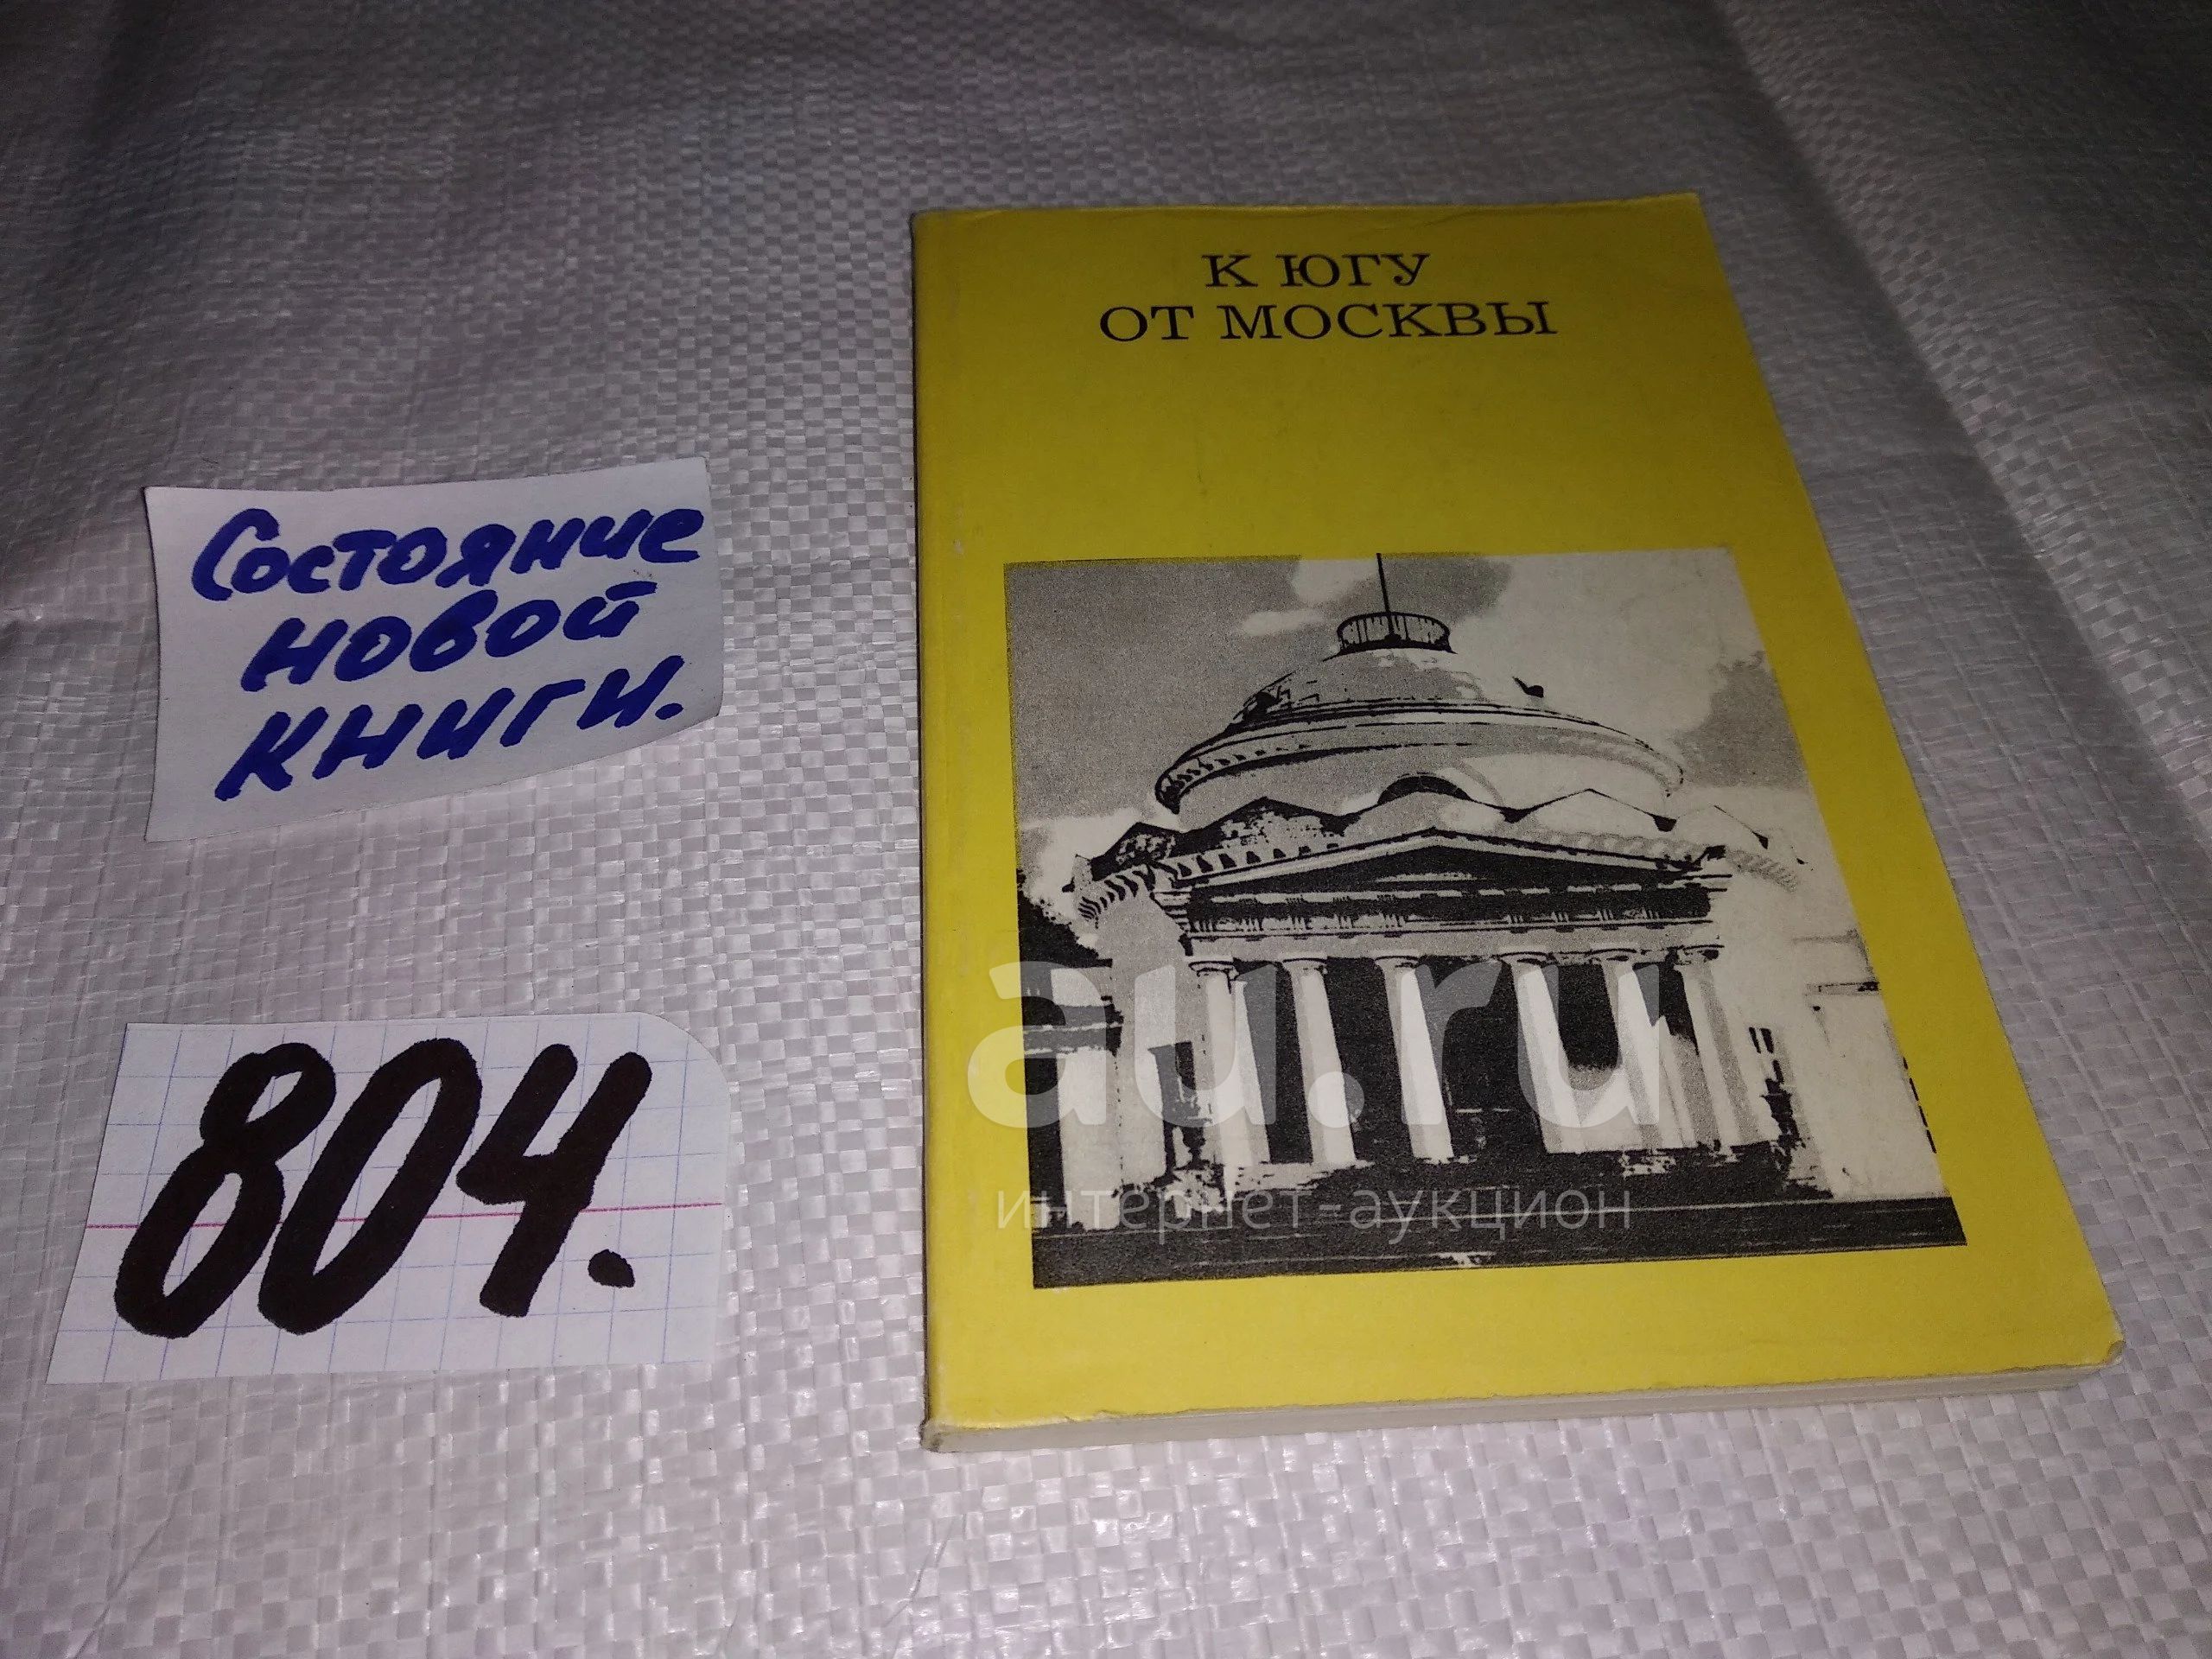 К ЮГУ
ОТ МОСКВЫ
Состояние
новой
книги.
804.
au.ru
интернет-аукцион